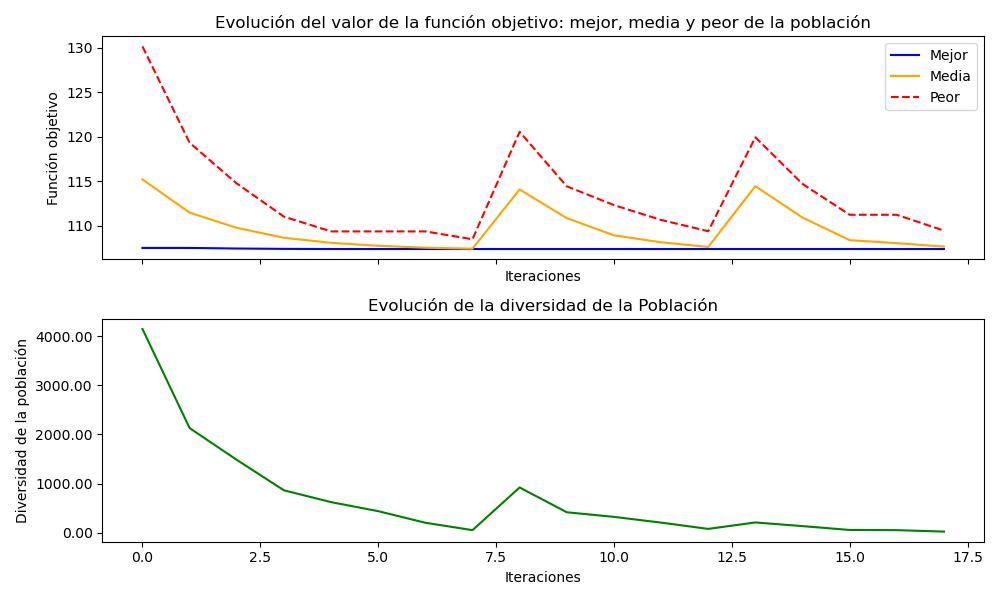 Evolución del valor de la función objetivo: mejor, media y peor de la población
130
125
120
115
110
Función objetivo
Mejor
Media
Peor
Iteraciones
Evolución de la diversidad de la Población
4000.00
3000.00
2000.00
1000.00
0.00
Diversidad de la población
0.0 2.5 5.0 7.5 10.0 12.5 15.0 17.5
Iteraciones